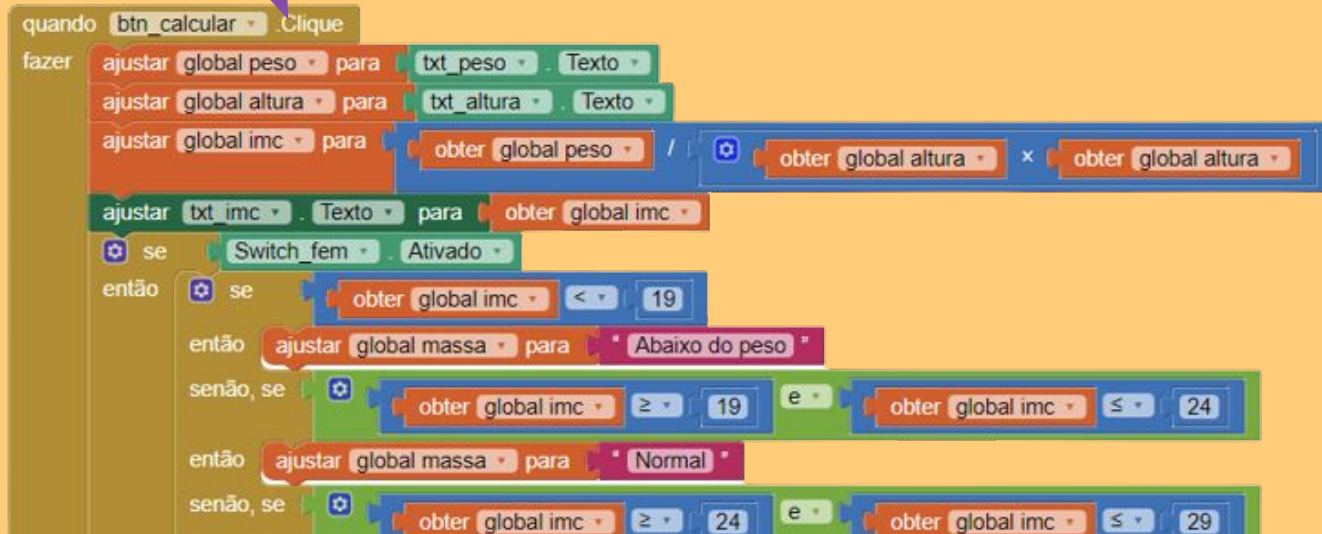 quando btn_calcular .Clique
fazer ajustar global peso para txt_peso . Texto
ajustar global altura para txt_altura . Texto
ajustar global imc para obter global peso / obter global altura × obter global altura
ajustar txt_imc . Texto para obter global imc
se Switch_fem . Ativado
então se obter global imc < 19
então ajustar global massa para " Abaixo do peso "
senão, se obter global imc ≥ 19 e obter global imc ≤ 24
então ajustar global massa para " Normal "
senão, se obter global imc ≥ 24 e obter global imc ≤ 29